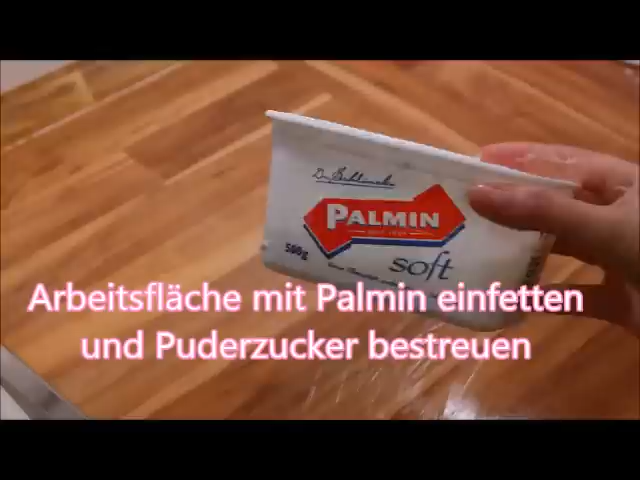 PALMIN
500g
soft
Arbeitsfläche mit Palmin einfetten
und Puderzucker bestreuen